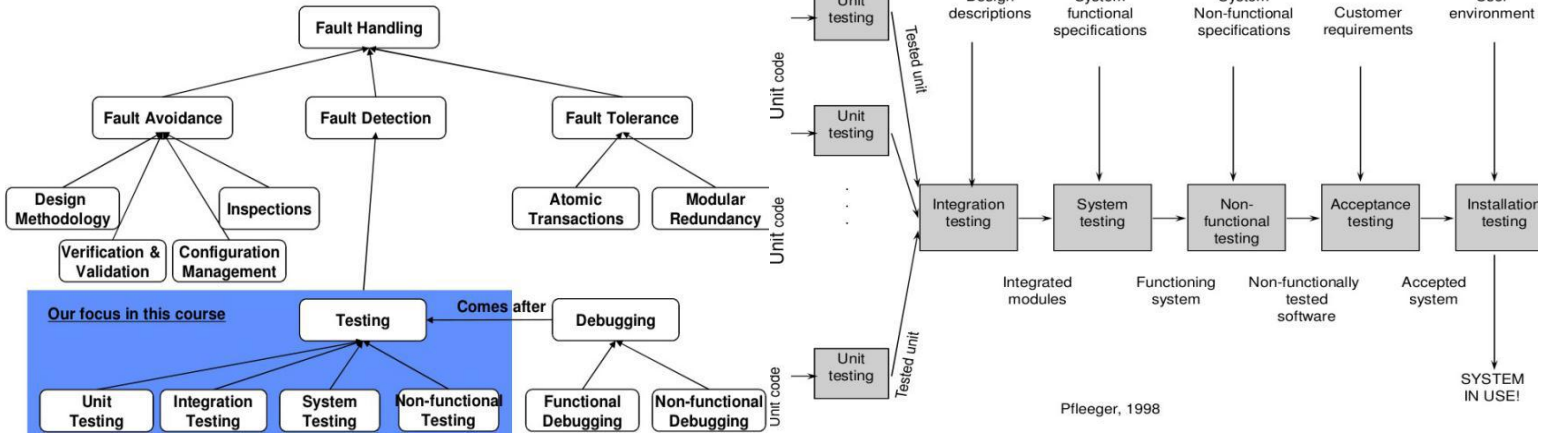 Fault Handling
Fault Avoidance
Fault Detection
Fault Tolerance
Design
Methodology
Inspections
Verification &
Validation
Configuration
Management
Atomic
Transactions
Modular
Redundancy
Our focus in this course
Testing
Comes after
Debugging
Unit
Testing
Integration
Testing
System
Testing
Non-functional
Testing
Functional
Debugging
Non-functional
Debugging
Unit code
Unit code
Unit code
Unit
testing
Unit
testing
Unit
testing
Tested unit
Tested unit
descriptions
System
functional
specifications
System
Non-functional
specifications
Customer
requirements
environment
Integration
testing
System
testing
Non-
functional
testing
Acceptance
testing
Installation
testing
Integrated
modules
Functioning
system
Non-functionally
tested
software
Accepted
system
SYSTEM
IN USE!
Pfleeger, 1998